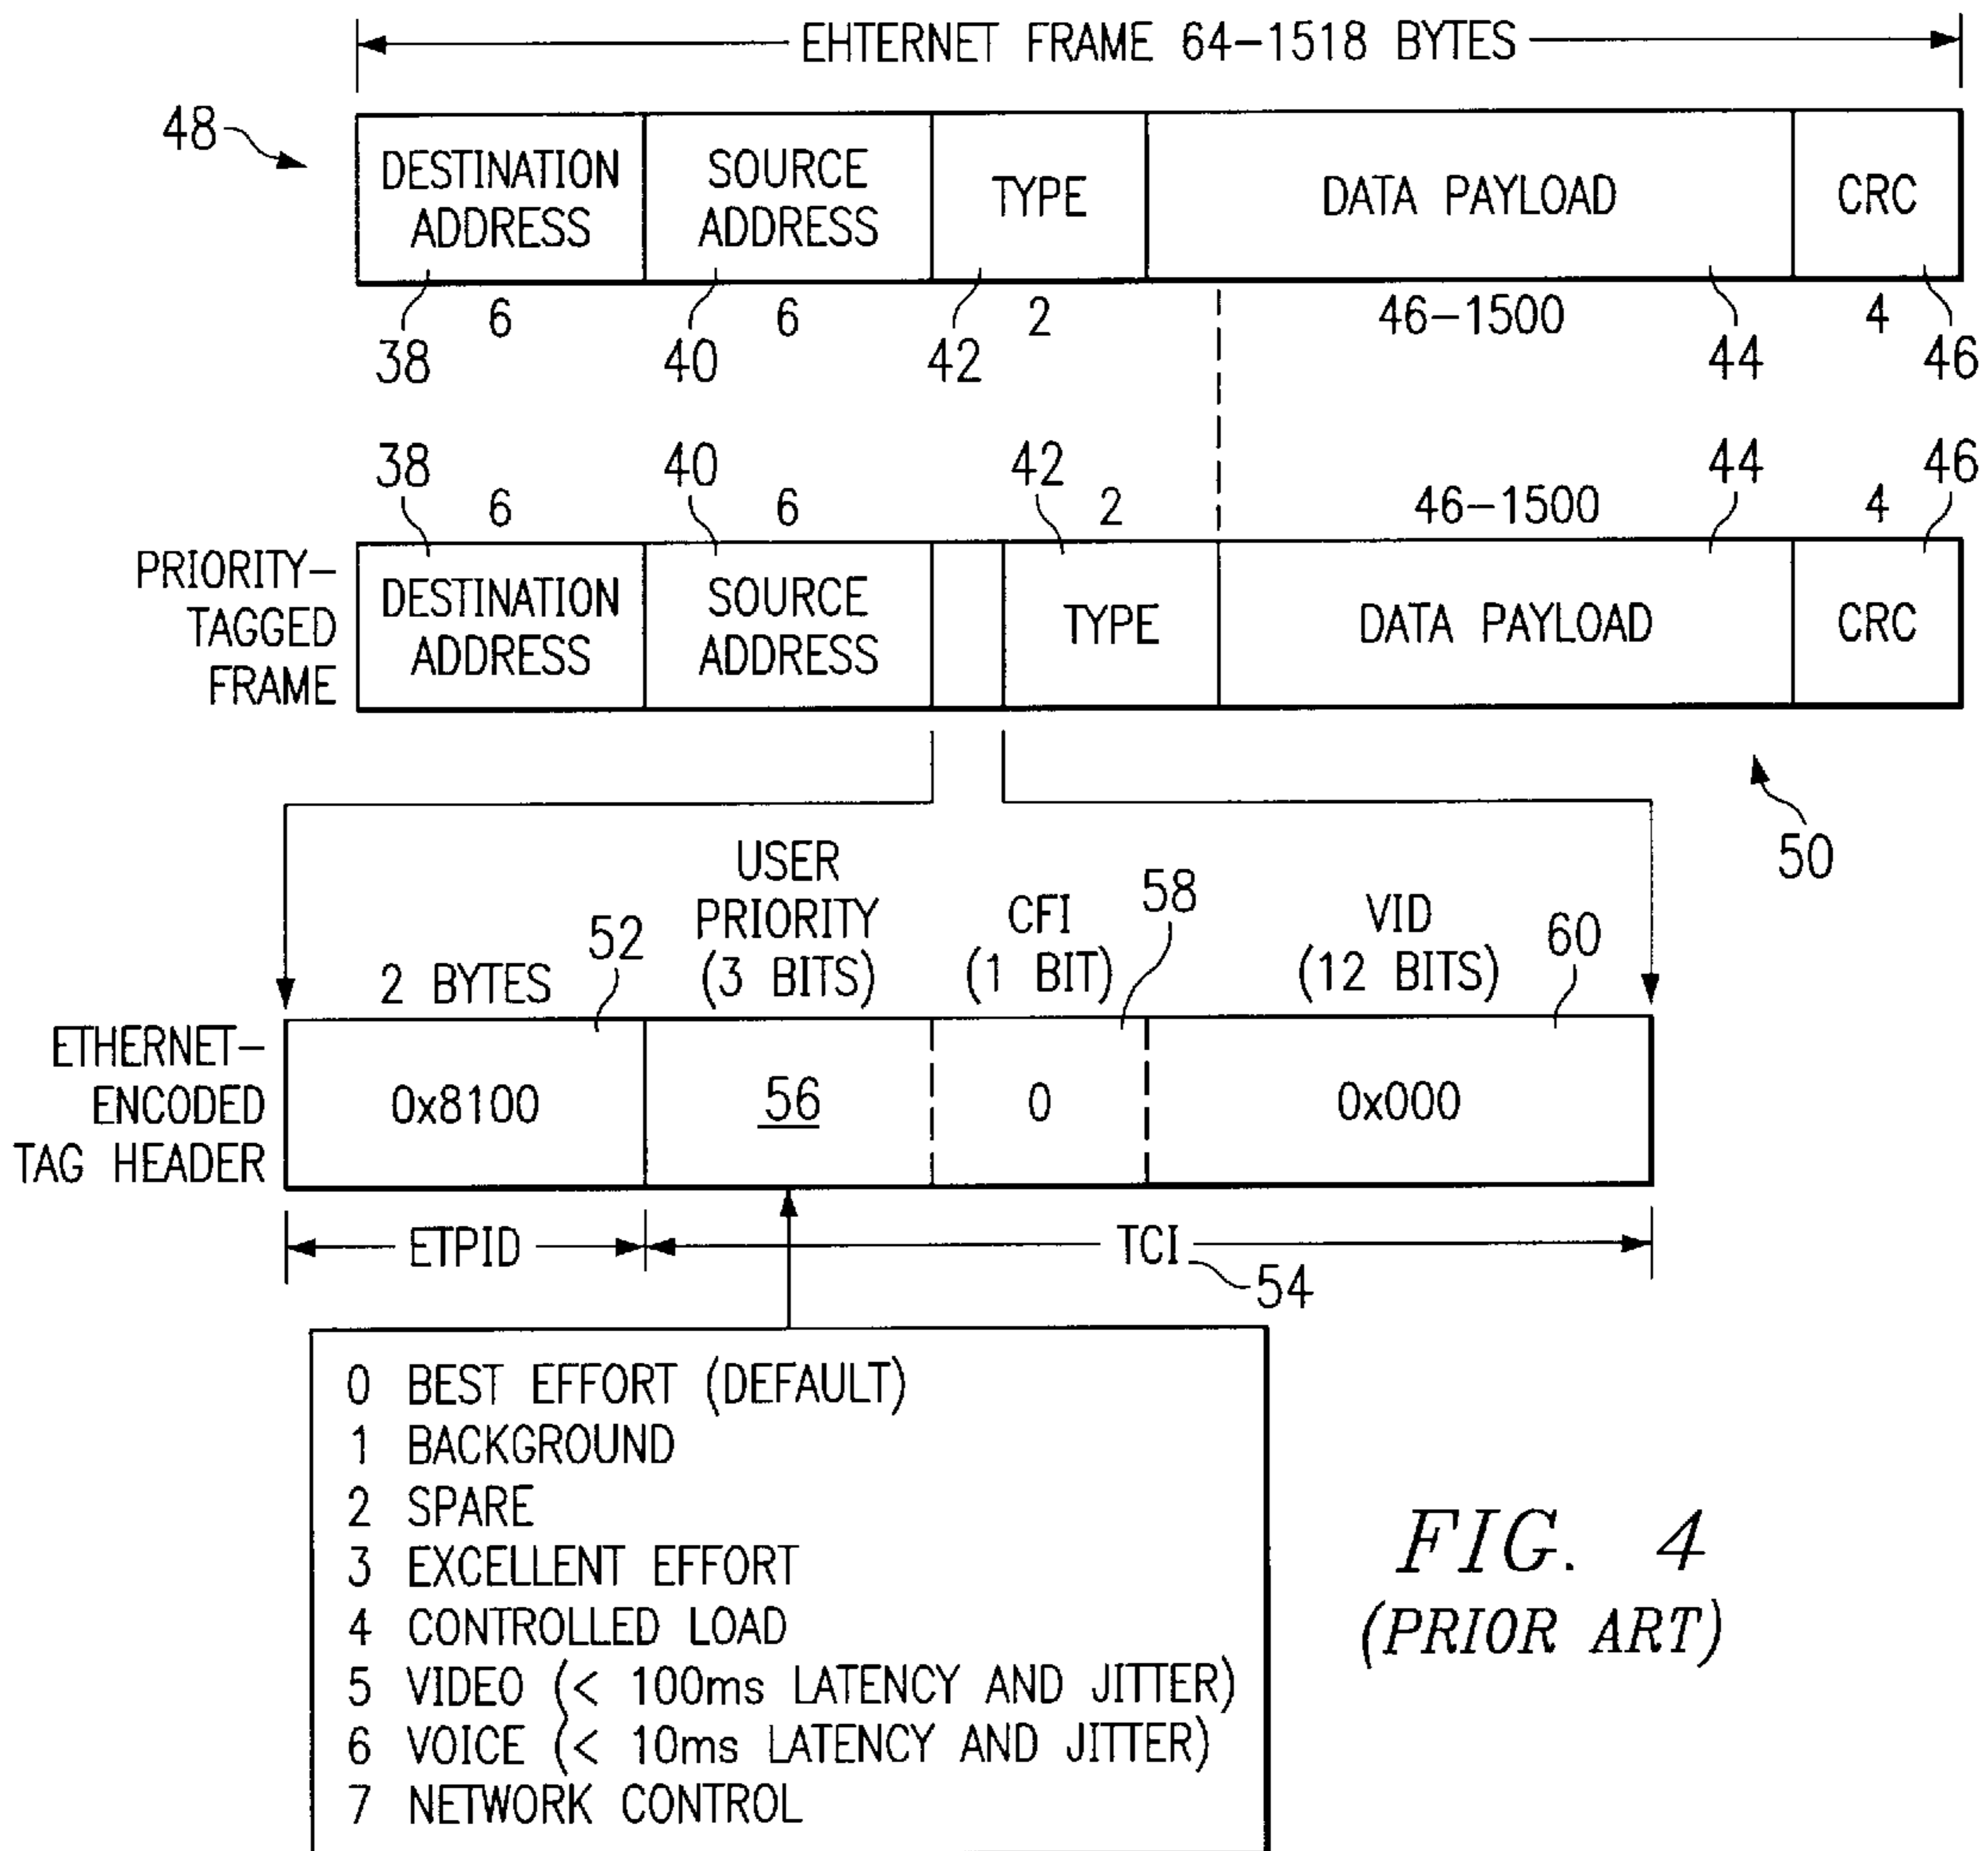 EHTERNET FRAME 64-1518 BYTES
48
DESTINATION ADDRESS
SOURCE ADDRESS
TYPE
DATA PAYLOAD
CRC
6
6
2
46-1500
4
38
40
42
44
46
38
40
42
44
46
6
6
2
46-1500
4
PRIORITY-
TAGGED
FRAME
DESTINATION ADDRESS
SOURCE ADDRESS
TYPE
DATA PAYLOAD
CRC
50
2 BYTES
52
USER
PRIORITY
(3 BITS)
CFI
(1 BIT)
58
VID
(12 BITS)
60
ETHERNET-
ENCODED
TAG HEADER
0x8100
56
0
0x000
ETPID
TCI
54
0 BEST EFFORT (DEFAULT)
1 BACKGROUND
2 SPARE
3 EXCELLENT EFFORT
4 CONTROLLED LOAD
5 VIDEO (< 100ms LATENCY AND JITTER)
6 VOICE (< 10ms LATENCY AND JITTER)
7 NETWORK CONTROL
FIG. 4
(PRIOR ART)